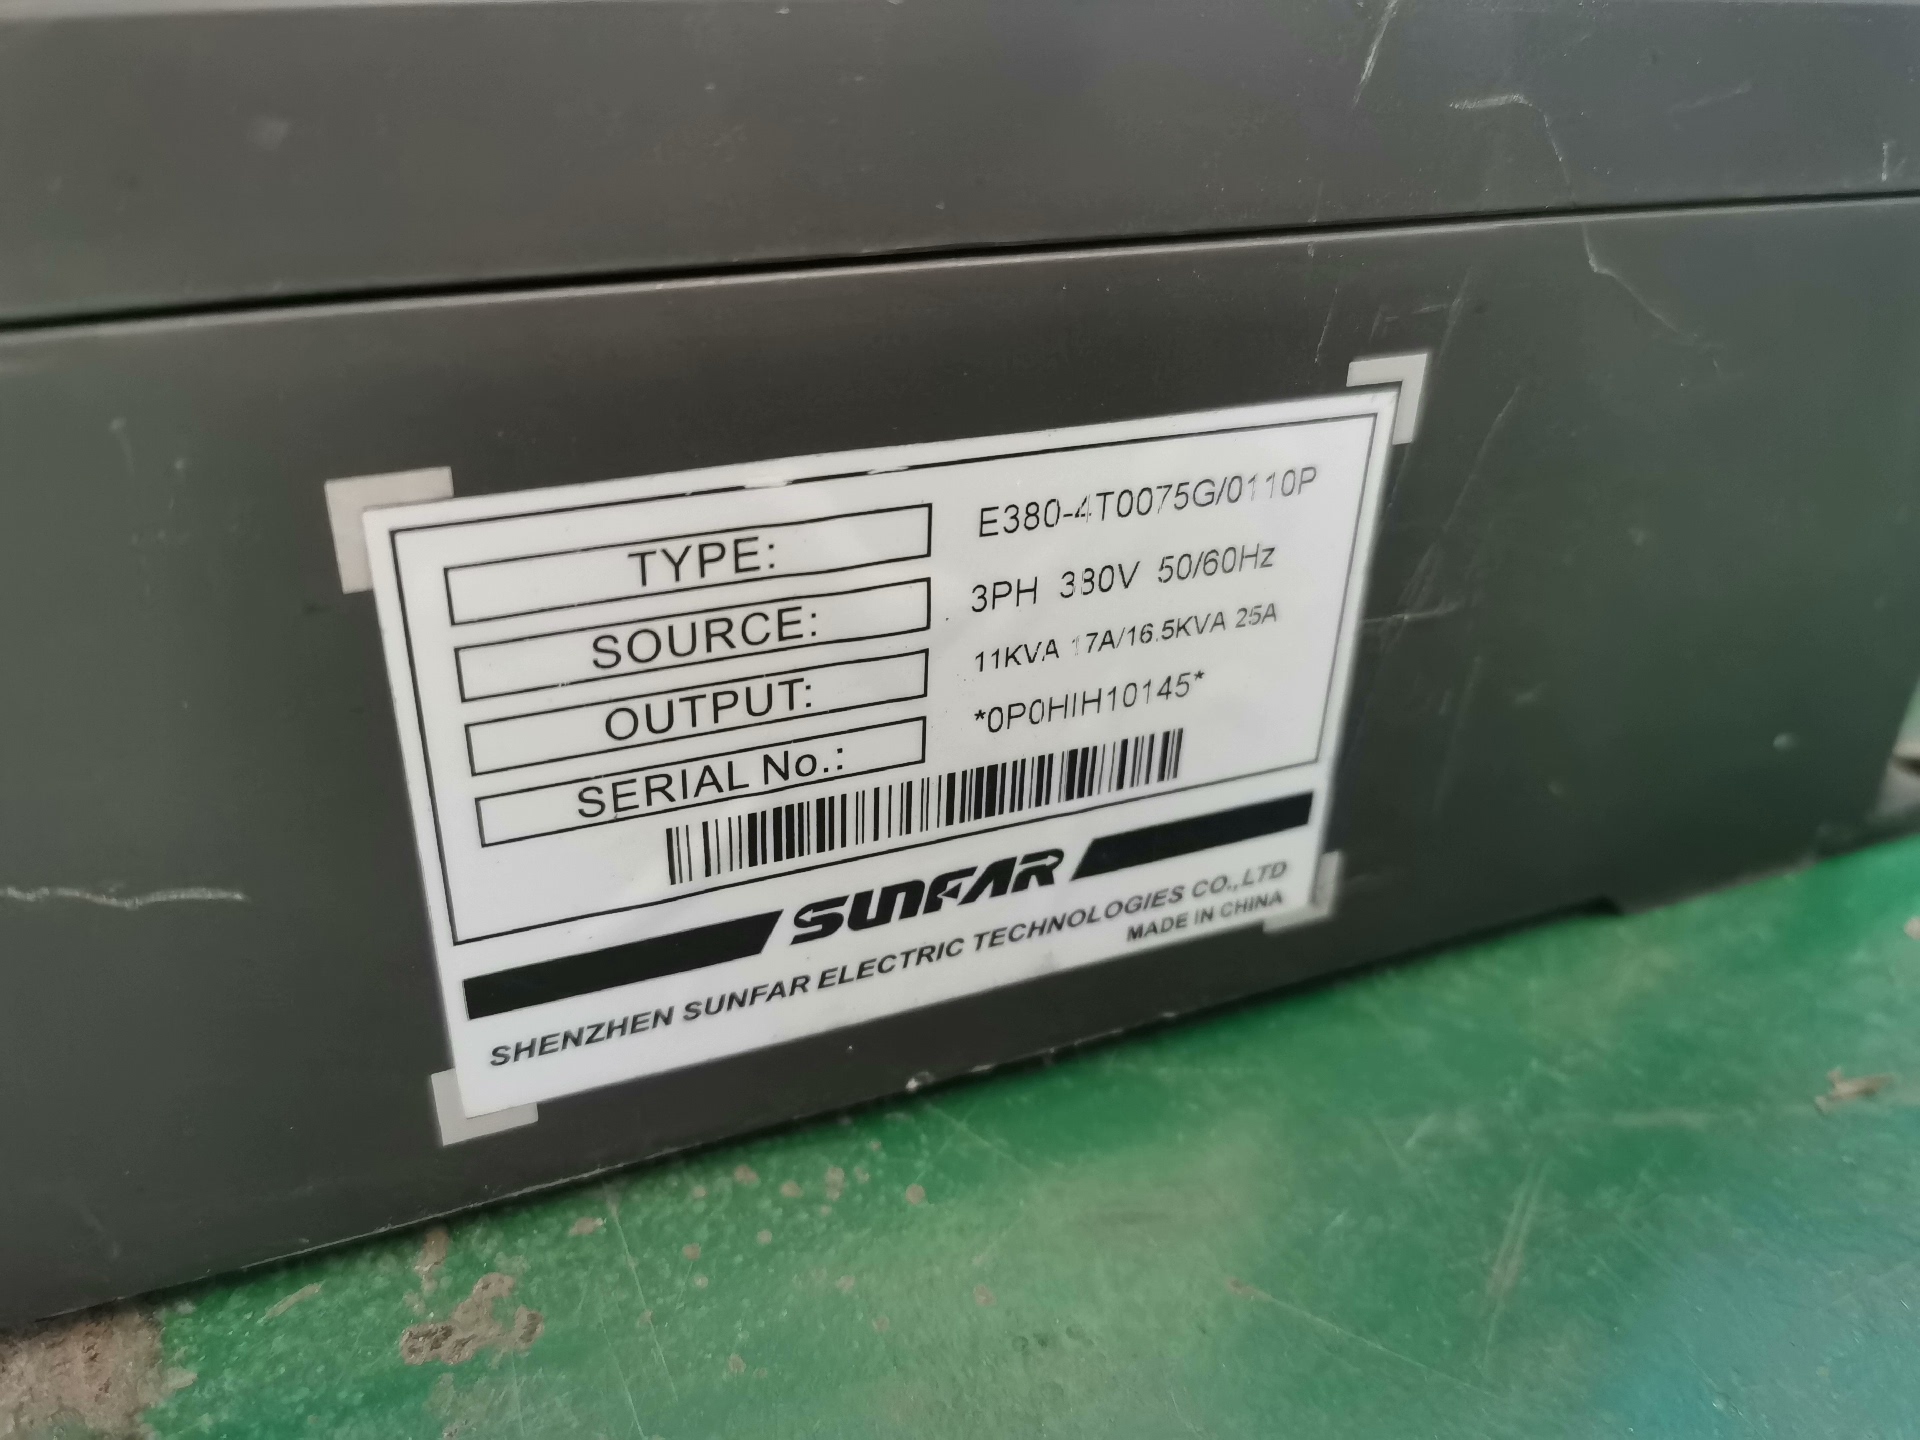 TYPE: E380-4T0075G/0110P
SOURCE: 3PH 380V 50/60Hz
OUTPUT: 11KVA 17A/16.5KVA 25A
SERIAL No.: *0P0HIH10145*
SUNFAR
SHENZHEN SUNFAR ELECTRIC TECHNOLOGIES CO.,LTD
MADE IN CHINA